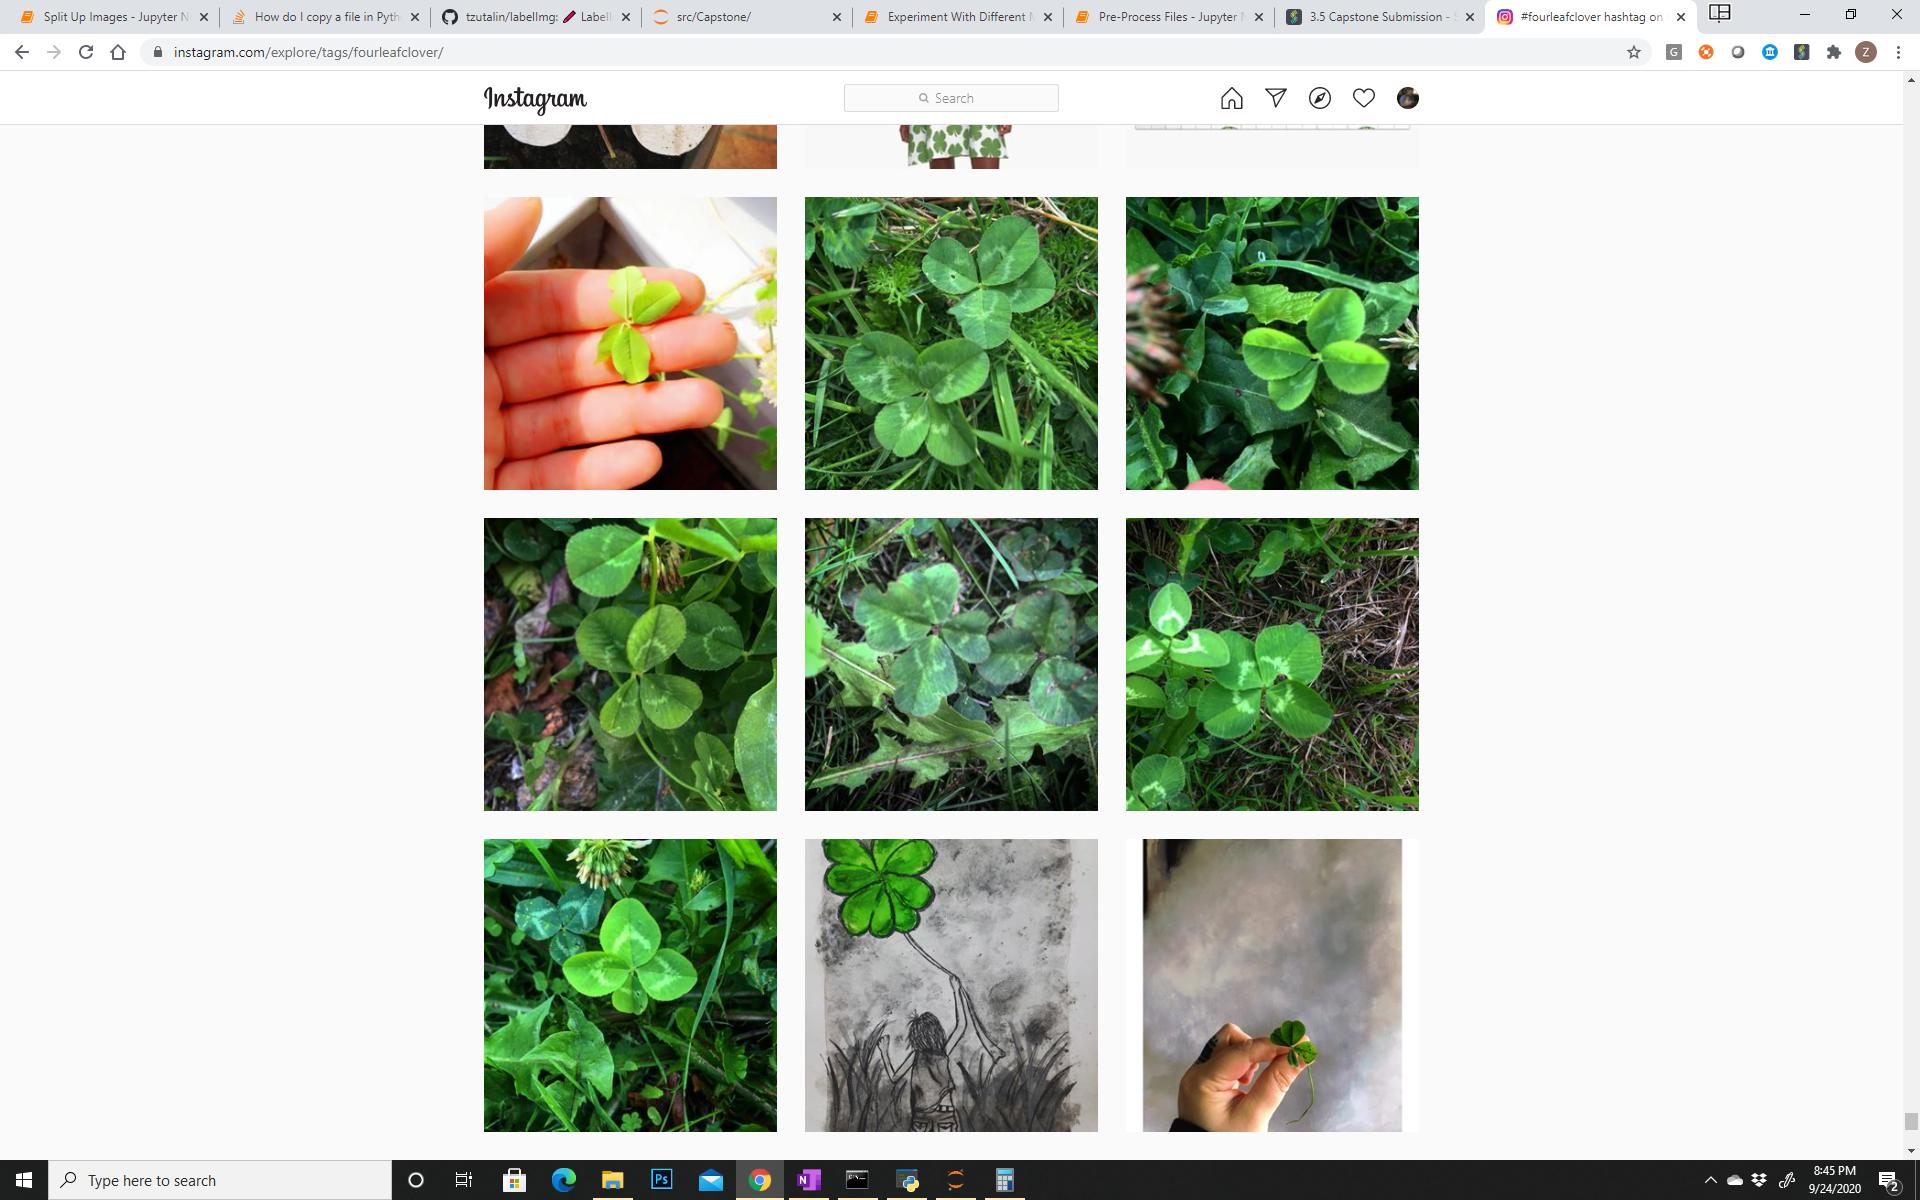 Split Up Images - Jupyter N
How do I copy a file in Pyth
tzutalin/labelImg: Labell
src/Capstone/
Experiment With Different M
Pre-Process Files - Jupyter N
3.5 Capstone Submission - S
#fourleafclover hashtag on
instagram.com/explore/tags/fourleafclover/
G
Z
Instagram
Search
Type here to search
Ps
N
8:45 PM
9/24/2020
2